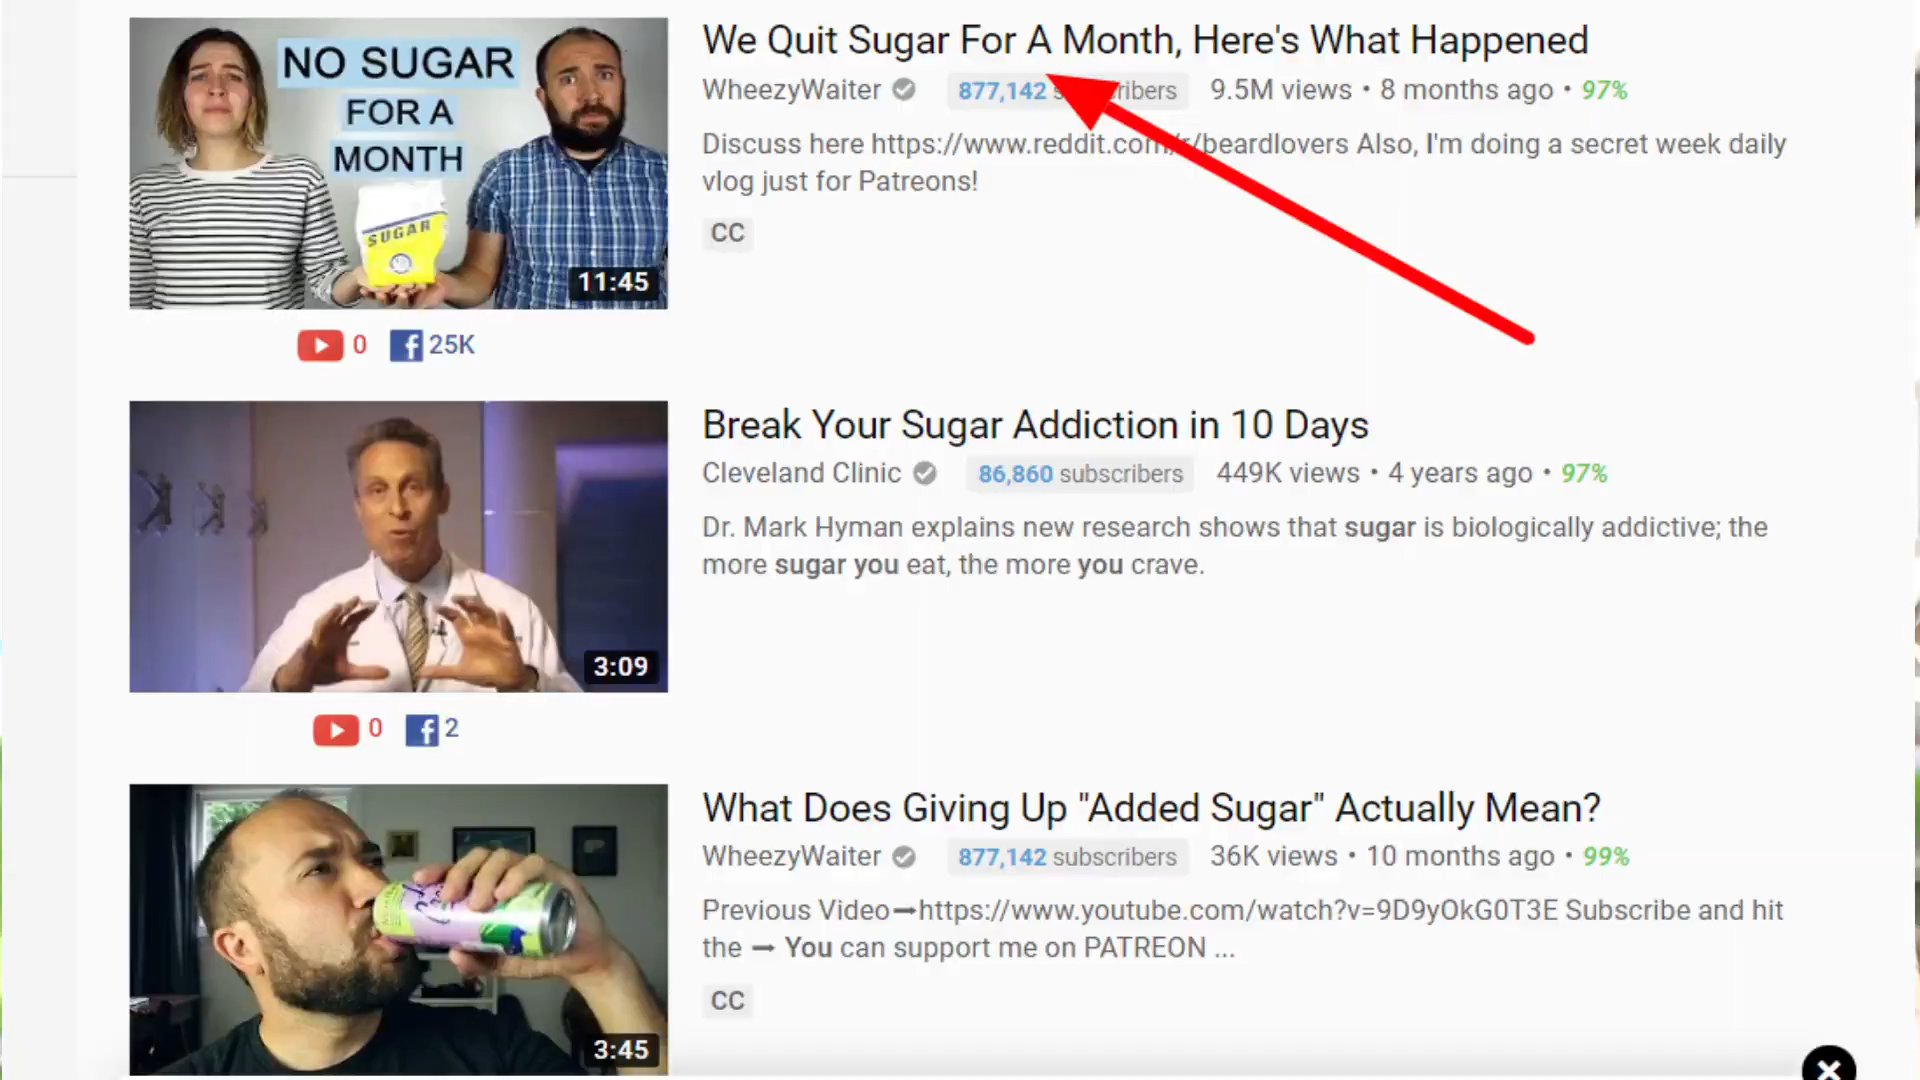 NO SUGAR
FOR A
MONTH
SUGAR
11:45
0 25K
We Quit Sugar For A Month, Here's What Happened
WheezyWaiter 877,142 9.5M views • 8 months ago • 97%
Discuss here https://www.reddit.com/r/beardlovers Also, I'm doing a secret week daily
vlog just for Patreons!
CC
3:09
0 2
Break Your Sugar Addiction in 10 Days
Cleveland Clinic 86,860 subscribers 449K views • 4 years ago • 97%
Dr. Mark Hyman explains new research shows that sugar is biologically addictive; the
more sugar you eat, the more you crave.
3:45
What Does Giving Up "Added Sugar" Actually Mean?
WheezyWaiter 877,142 subscribers 36K views • 10 months ago • 99%
Previous Video➡https://www.youtube.com/watch?v=9D9yOkG0T3E Subscribe and hit
the ➡ You can support me on PATREON ...
CC